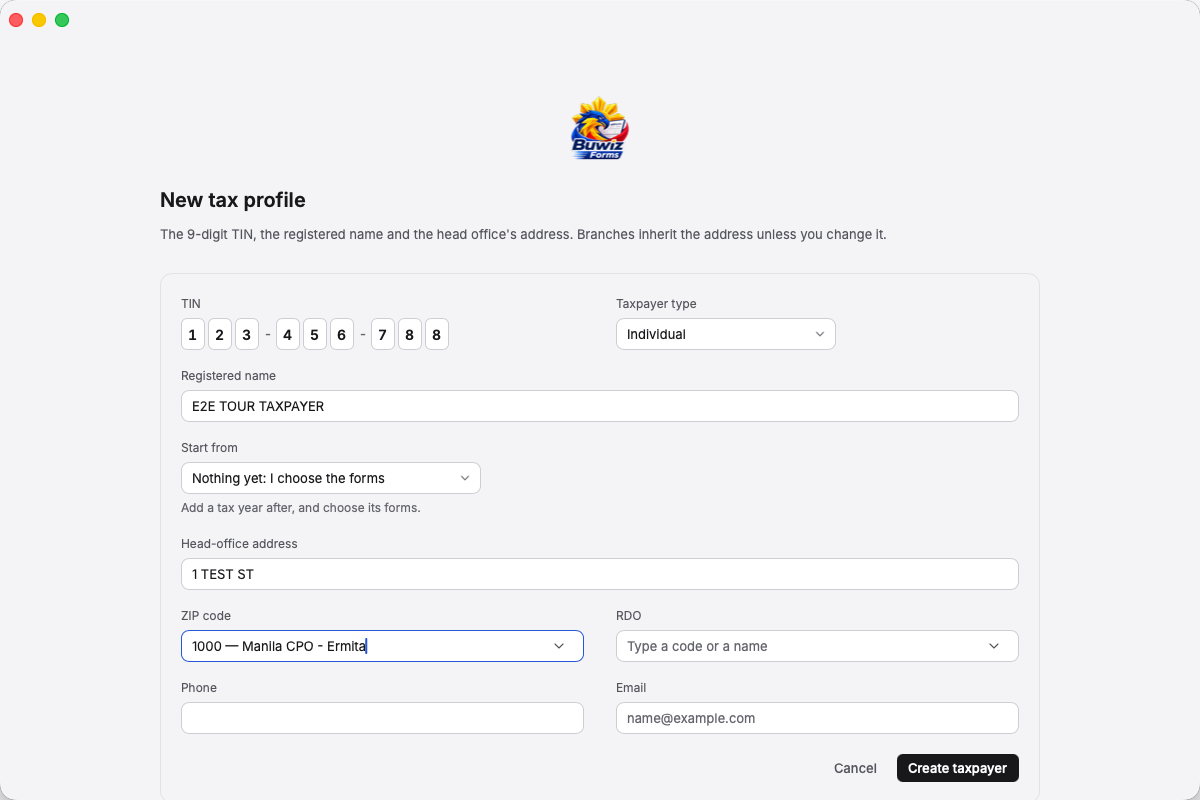 Buwiz
Forms
New tax profile
The 9-digit TIN, the registered name and the head office's address. Branches inherit the address unless you change it.
TIN
Taxpayer type
1 2 3 - 4 5 6 - 7 8 8
Individual
Registered name
E2E TOUR TAXPAYER
Start from
Nothing yet: I choose the forms
Add a tax year after, and choose its forms.
Head-office address
1 TEST ST
ZIP code
RDO
1000 — Manila CPO - Ermita
Type a code or a name
Phone
Email
name@example.com
Cancel
Create taxpayer